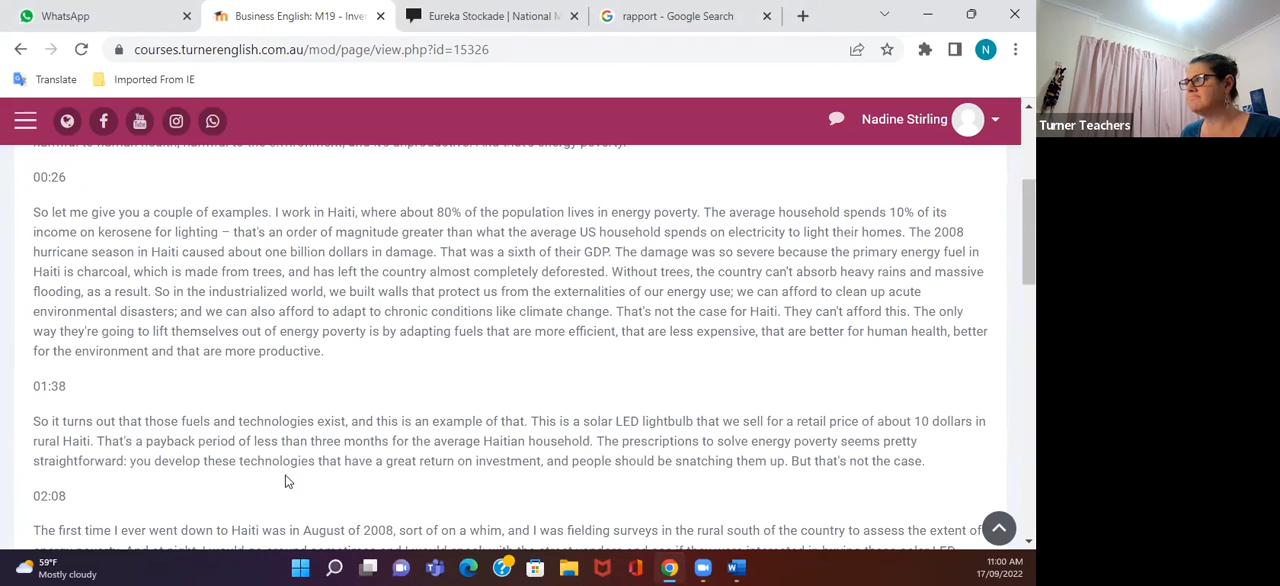 WhatsApp
Business English: M19 - Inve
Eureka Stockade | National M
rapport - Google Search
courses.turnerenglish.com.au/mod/page/view.php?id=15326
N
Translate
Imported From IE
Nadine Stirling
Turner Teachers
harmful to human health, harmful to the environment, and it's unproductive. And that's energy poverty.
00:26
So let me give you a couple of examples. I work in Haiti, where about 80% of the population lives in energy poverty. The average household spends 10% of its
income on kerosene for lighting – that's an order of magnitude greater than what the average US household spends on electricity to light their homes. The 2008
hurricane season in Haiti caused about one billion dollars in damage. That was a sixth of their GDP. The damage was so severe because the primary energy fuel in
Haiti is charcoal, which is made from trees, and has left the country almost completely deforested. Without trees, the country can't absorb heavy rains and massive
flooding, as a result. So in the industrialized world, we built walls that protect us from the externalities of our energy use; we can afford to clean up acute
environmental disasters; and we can also afford to adapt to chronic conditions like climate change. That's not the case for Haiti. They can't afford this. The only
way they're going to lift themselves out of energy poverty is by adapting fuels that are more efficient, that are less expensive, that are better for human health, better
for the environment and that are more productive.
01:38
So it turns out that those fuels and technologies exist, and this is an example of that. This is a solar LED lightbulb that we sell for a retail price of about 10 dollars in
rural Haiti. That's a payback period of less than three months for the average Haitian household. The prescriptions to solve energy poverty seems pretty
straightforward: you develop these technologies that have a great return on investment, and people should be snatching them up. But that's not the case.
02:08
The first time I ever went down to Haiti was in August of 2008, sort of on a whim, and I was fielding surveys in the rural south of the country to assess the extent of
59°F
Mostly cloudy
11:00 AM
17/09/2022